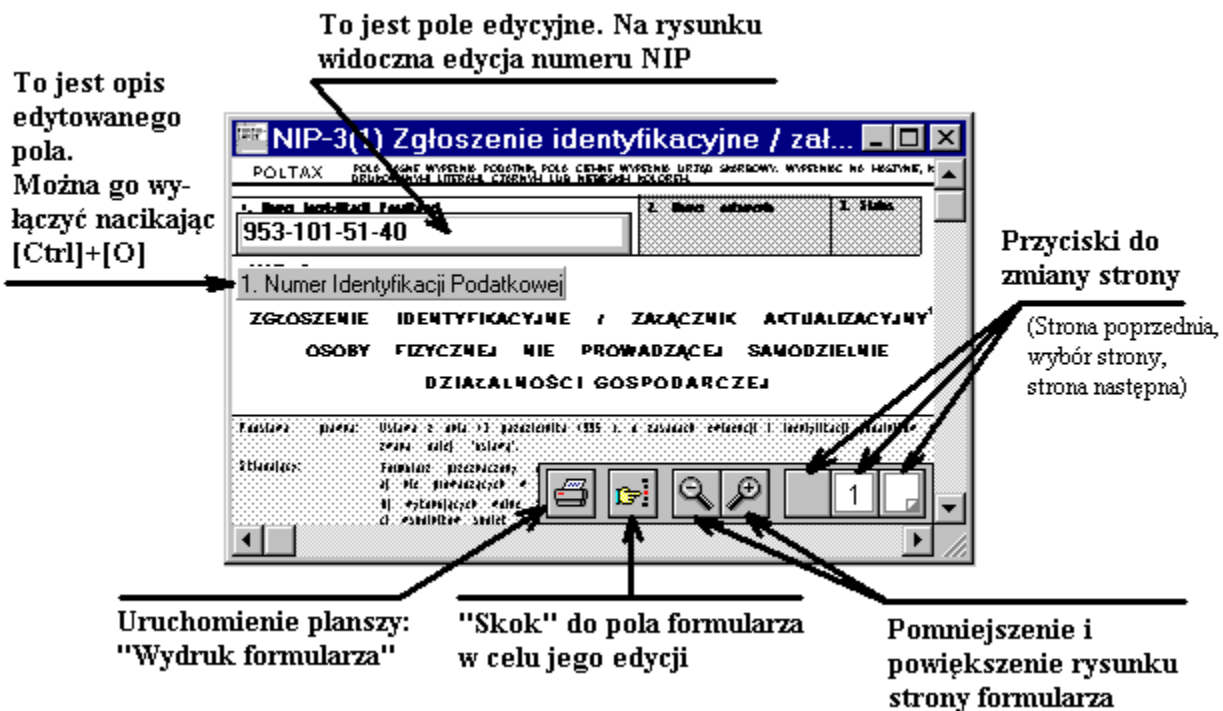 To jest pole edycyjne. Na rysunku
widoczna edycja numeru NIP
To jest opis
edytowanego
pola.
Można go wy-
łączyć nacikając
[Ctrl]+[O]
NIP-3(1) Zgłoszenie identyfikacyjne / zał...
POLTAX
953-101-51-40
1. Numer Identyfikacji Podatkowej
ZGŁOSZENIE IDENTYFIKACYJNE / ZAŁĄCZNIK AKTUALIZACYJNY
OSOBY FIZYCZNEJ NIE PROWADZĄCEJ SAMODZIELNIE
DZIAŁALNOŚCI GOSPODARCZEJ
1
Przyciski do
zmiany strony
(Strona poprzednia,
wybór strony,
strona następna)
Uruchomienie planszy:
"Wydruk formularza"
"Skok" do pola formularza
w celu jego edycji
Pomniejszenie i
powiększenie rysunku
strony formularza